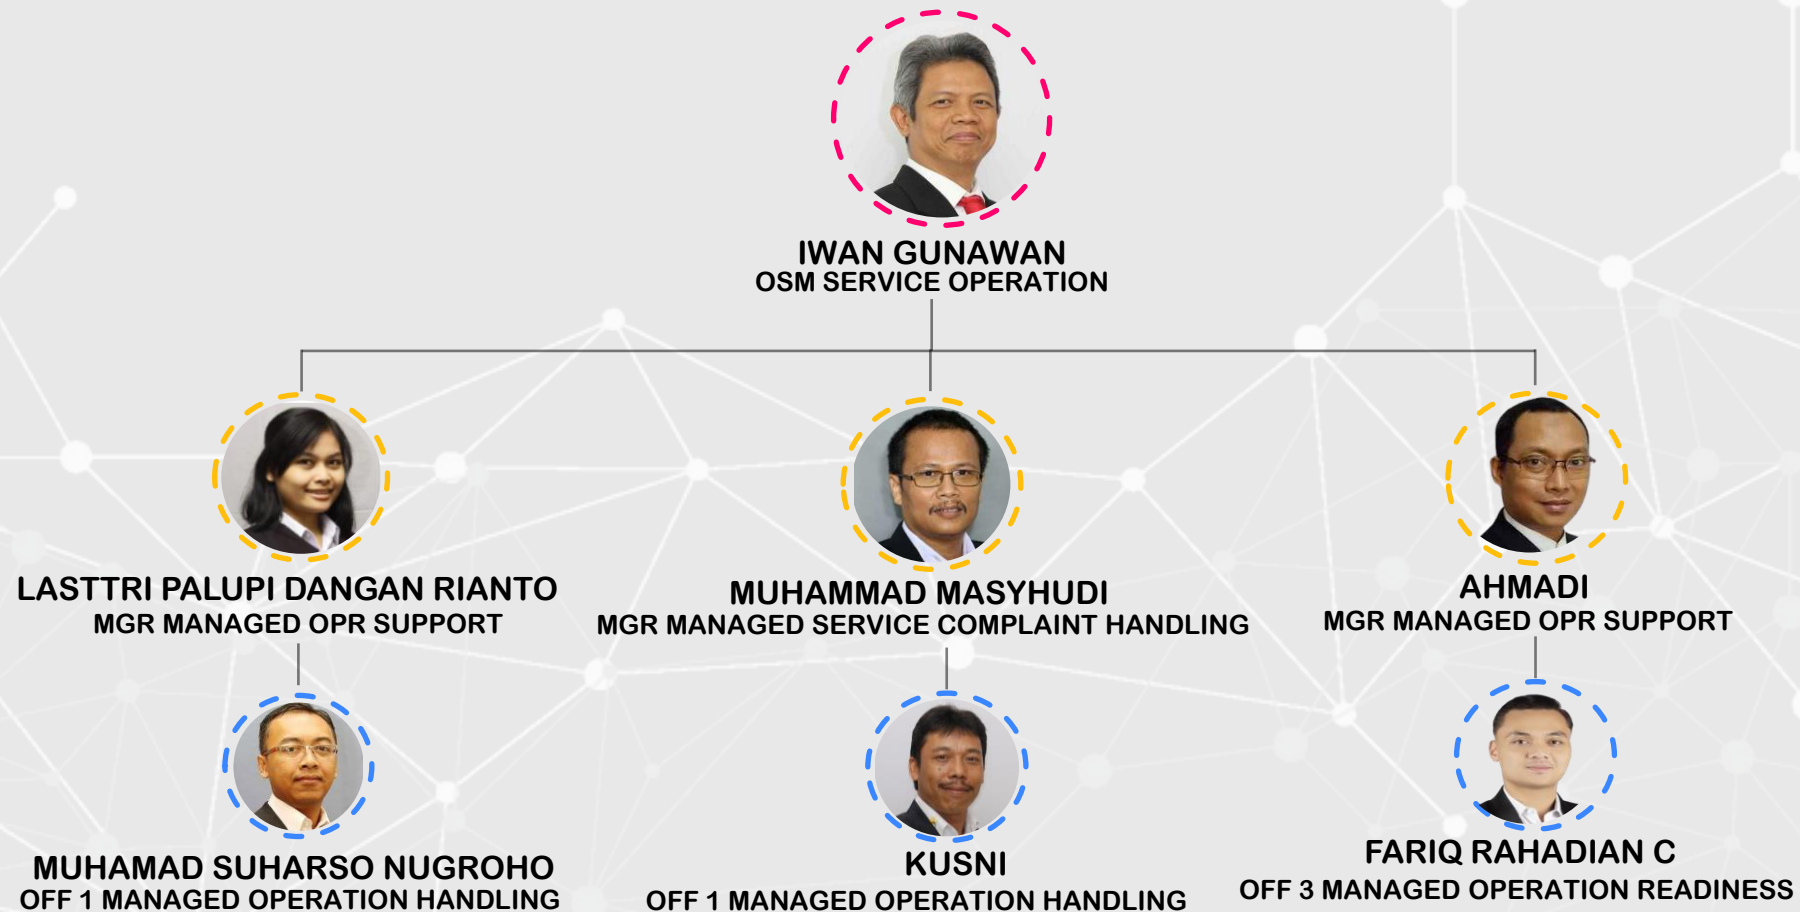 IWAN GUNAWAN
OSM SERVICE OPERATION
LASTTRI PALUPI DANGAN RIANTO
MGR MANAGED OPR SUPPORT
MUHAMMAD MASYHUDI
MGR MANAGED SERVICE COMPLAINT HANDLING
AHMADI
MGR MANAGED OPR SUPPORT
MUHAMAD SUHARSO NUGROHO
OFF 1 MANAGED OPERATION HANDLING
KUSNI
OFF 1 MANAGED OPERATION HANDLING
FARIQ RAHADIAN C
OFF 3 MANAGED OPERATION READINESS